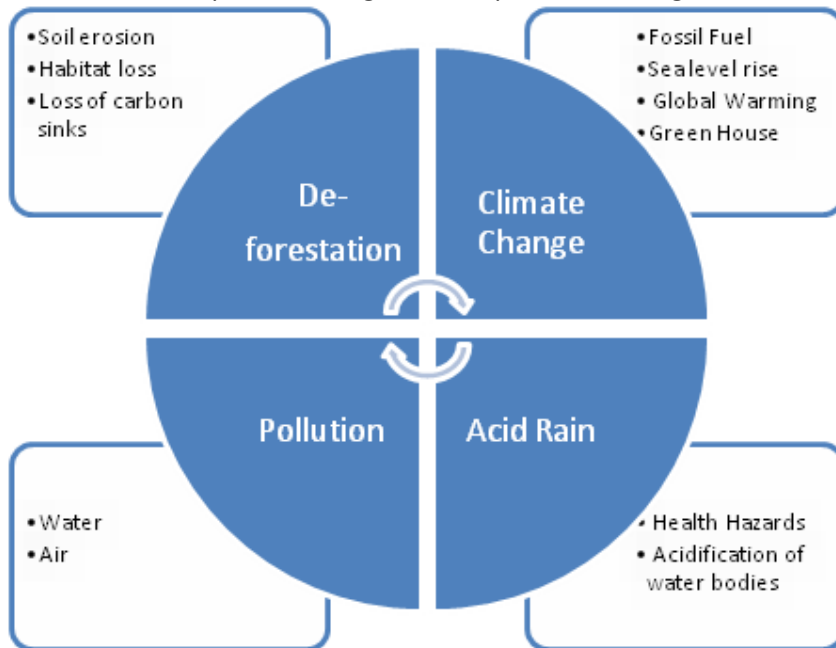 •Soil erosion
•Habitat loss
•Loss of carbon
sinks
•Fossil Fuel
•Sea level rise
• Global Warming
•Green House
De-
forestation
Climate
Change
Pollution
Acid Rain
•Water
•Air
• Health Hazards
• Acidification of
water bodies